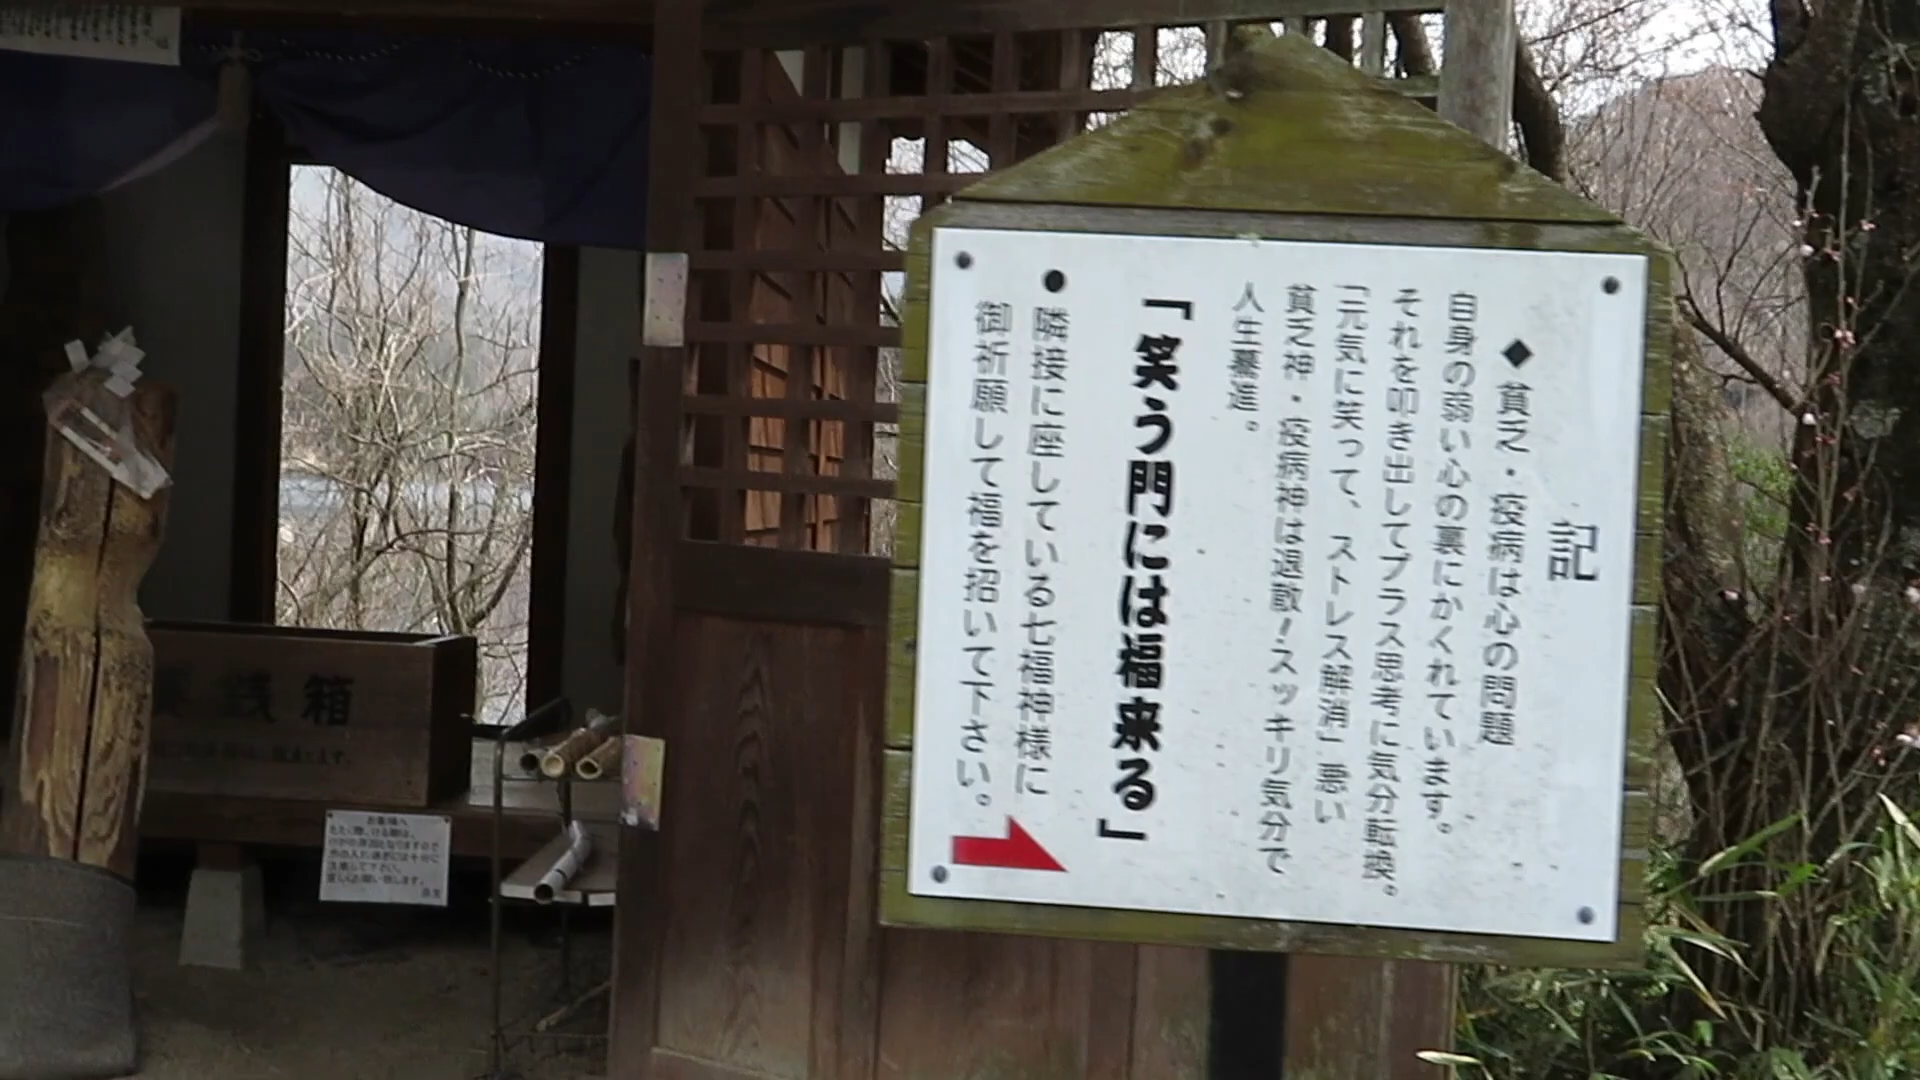 記
◆ 貧乏・疫病は心の問題
自身の弱い心の裏にかくれています。
それを叩き出してプラス思考に気分転換。
「元気に笑って、ストレス解消」悪い
貧乏神・疫病神は退散!スッキリ気分で
人生驀進。
「笑う門には福来る」
● 隣接に座している七福神様に
御祈願して福を招いて下さい。
銭箱